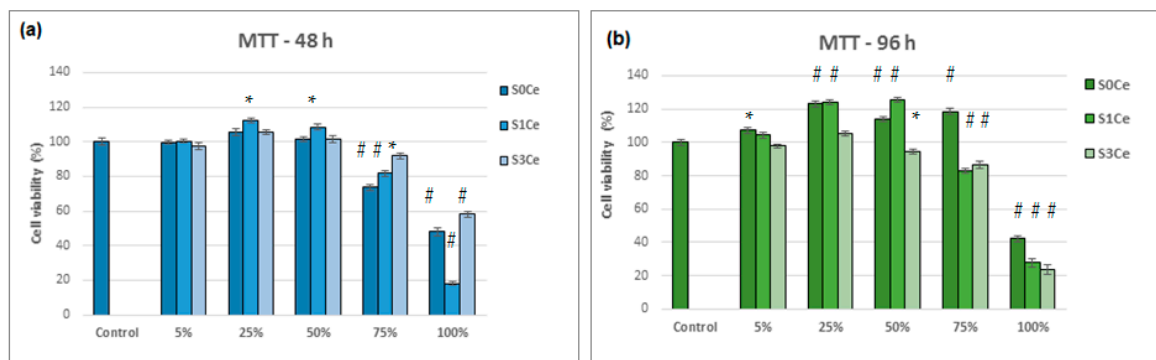 (a)
MTT - 48 h
Cell viability (%)
140
120
100
80
60
40
20
0
* *
# # *
# # #
Control 5% 25% 50% 75% 100%
S0Ce
S1Ce
S3Ce
(b)
MTT - 96 h
Cell viability (%)
140
120
100
80
60
40
20
0
# # # # #
* * # #
# # #
Control 5% 25% 50% 75% 100%
S0Ce
S1Ce
S3Ce